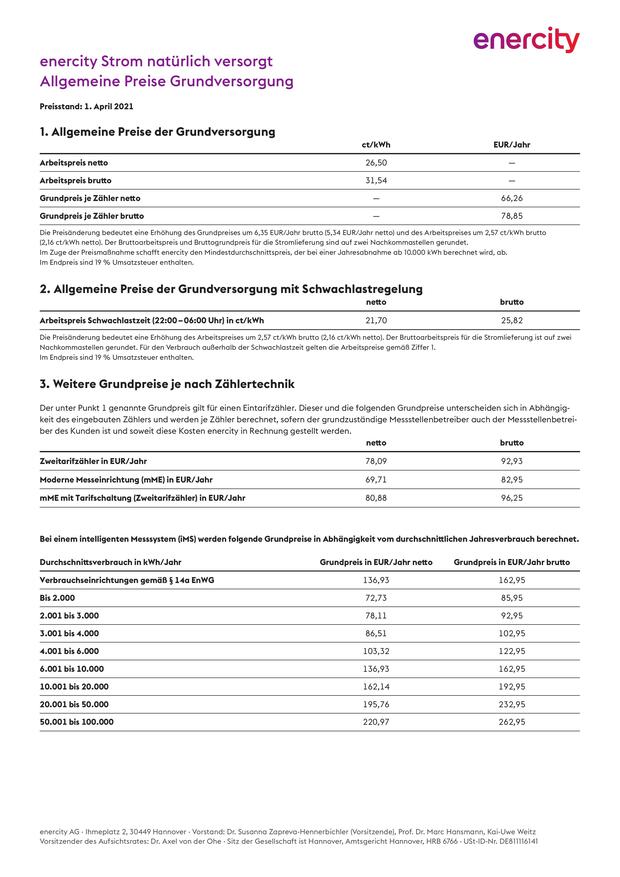 enercity
enercity Strom natürlich versorgt
Allgemeine Preise Grundversorgung
Preisstand: 1. April 2021
1. Allgemeine Preise der Grundversorgung
ct/kWh EUR/Jahr
Arbeitspreis netto 26,50 —
Arbeitspreis brutto 31,54 —
Grundpreis je Zähler netto — 66,26
Grundpreis je Zähler brutto — 78,85
Die Preisänderung bedeutet eine Erhöhung des Grundpreises um 6,35 EUR/Jahr brutto (5,34 EUR/Jahr netto) und des Arbeitspreises um 2,57 ct/kWh brutto
(2,16 ct/kWh netto). Der Bruttoarbeitspreis und Bruttogrundpreis für die Stromlieferung sind auf zwei Nachkommastellen gerundet.
Im Zuge der Preismaßnahme schafft enercity den Mindestdurchschnittspreis, der bei einer Jahresabnahme ab 10.000 kWh berechnet wird, ab.
Im Endpreis sind 19 % Umsatzsteuer enthalten.
2. Allgemeine Preise der Grundversorgung mit Schwachlastregelung
netto brutto
Arbeitspreis Schwachlastzeit (22:00–06:00 Uhr) in ct/kWh 21,70 25,82
Die Preisänderung bedeutet eine Erhöhung des Arbeitspreises um 2,57 ct/kWh brutto (2,16 ct/kWh netto). Der Bruttoarbeitspreis für die Stromlieferung ist auf zwei
Nachkommastellen gerundet. Für den Verbrauch außerhalb der Schwachlastzeit gelten die Arbeitspreise gemäß Ziffer 1.
Im Endpreis sind 19 % Umsatzsteuer enthalten.
3. Weitere Grundpreise je nach Zählertechnik
Der unter Punkt 1 genannte Grundpreis gilt für einen Eintarifzähler. Dieser und die folgenden Grundpreise unterscheiden sich in Abhängig-
keit des eingebauten Zählers und werden je Zähler berechnet, sofern der grundzuständige Messstellenbetreiber auch der Messstellenbetrei-
ber des Kunden ist und soweit diese Kosten enercity in Rechnung gestellt werden.
netto brutto
Zweitarifzähler in EUR/Jahr 78,09 92,93
Moderne Messeinrichtung (mME) in EUR/Jahr 69,71 82,95
mME mit Tarifschaltung (Zweitarifzähler) in EUR/Jahr 80,88 96,25
Bei einem intelligenten Messsystem (iMS) werden folgende Grundpreise in Abhängigkeit vom durchschnittlichen Jahresverbrauch berechnet.
Durchschnittsverbrauch in kWh/Jahr Grundpreis in EUR/Jahr netto Grundpreis in EUR/Jahr brutto
Verbrauchseinrichtungen gemäß § 14a EnWG 136,93 162,95
Bis 2.000 72,73 85,95
2.001 bis 3.000 78,11 92,95
3.001 bis 4.000 86,51 102,95
4.001 bis 6.000 103,32 122,95
6.001 bis 10.000 136,93 162,95
10.001 bis 20.000 162,14 192,95
20.001 bis 50.000 195,76 232,95
50.001 bis 100.000 220,97 262,95
enercity AG · Ihmeplatz 2, 30449 Hannover · Vorstand: Dr. Susanna Zapreva-Hennerbichler (Vorsitzende), Prof. Dr. Marc Hansmann, Kai-Uwe Weitz
Vorsitzender des Aufsichtsrates: Dr. Axel von der Ohe · Sitz der Gesellschaft ist Hannover, Amtsgericht Hannover, HRB 6766 · USt-ID-Nr. DE811116141